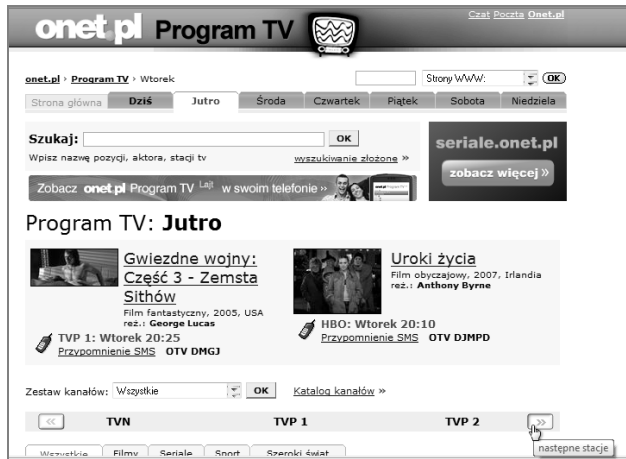 Czat Poczta Onet.pl
onet.pl Program TV
onet.pl › Program TV › Wtorek
Strony WWW: OK
Strona główna Dziś Jutro Środa Czwartek Piątek Sobota Niedziela
Szukaj: OK
Wpisz nazwę pozycji, aktora, stacji tv wyszukiwanie złożone »
seriale.onet.pl
zobacz więcej »
Zobacz onet.pl Program TV Lajt w swoim telefonie ››
Program TV: Jutro
Gwiezdne wojny:
Część 3 - Zemsta
Sithów
Film fantastyczny, 2005, USA
reż.: George Lucas
TVP 1: Wtorek 20:25
Przypomnienie SMS OTV DMGJ
Uroki życia
Film obyczajowy, 2007, Irlandia
reż.: Anthony Byrne
HBO: Wtorek 20:10
Przypomnienie SMS OTV DJMPD
Zestaw kanałów: Wszystkie OK Katalog kanałów »
« TVN TVP 1 TVP 2 »
następne stacje
Wszystkie Filmy Seriale Sport Szeroki świat